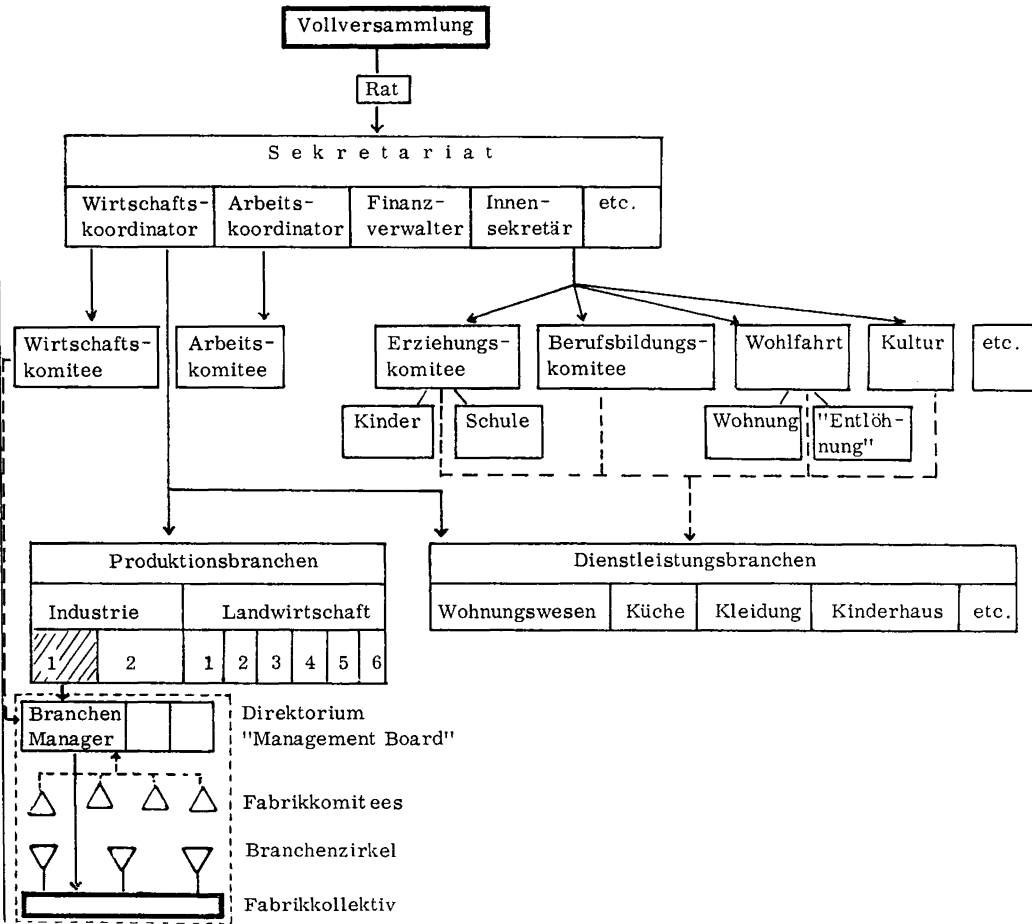 Vollversammlung
Rat
Sekretariat
Wirtschafts-
koordinator
Arbeits-
koordinator
Finanz-
verwalter
Innen-
sekretär
etc.
Wirtschafts-
komitee
Arbeits-
komitee
Erziehungs-
komitee
Berufsbildungs-
komitee
Wohlfahrt
Kultur
etc.
Kinder
Schule
Wohnung
"Entlöh-
nung"
Produktionsbranchen
Industrie
Landwirtschaft
1
2
1
2
3
4
5
6
Dienstleistungsbranchen
Wohnungswesen
Küche
Kleidung
Kinderhaus
etc.
Branchen
Manager
Direktorium
"Management Board"
Fabrikkomitees
Branchenzirkel
Fabrikkollektiv